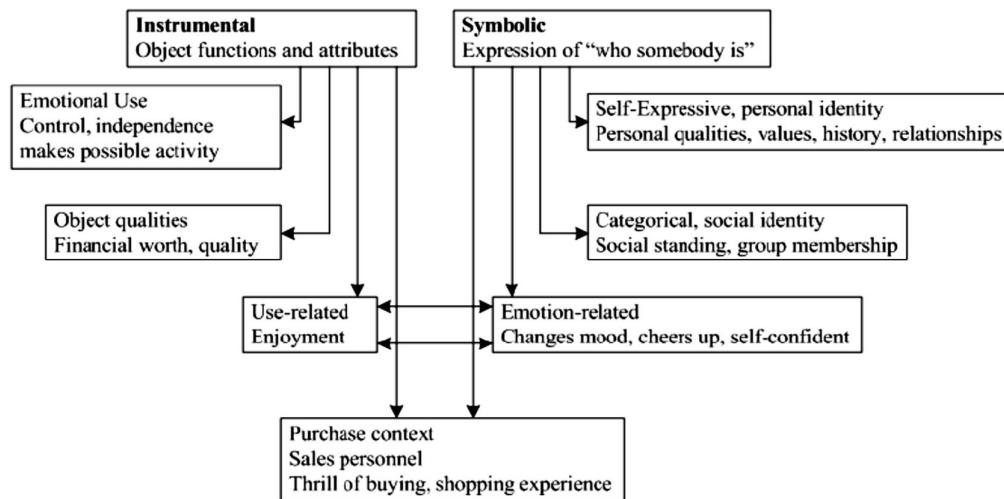 Instrumental
Object functions and attributes
Symbolic
Expression of “who somebody is”
Emotional Use
Control, independence
makes possible activity
Self-Expressive, personal identity
Personal qualities, values, history, relationships
Object qualities
Financial worth, quality
Categorical, social identity
Social standing, group membership
Use-related
Enjoyment
Emotion-related
Changes mood, cheers up, self-confident
Purchase context
Sales personnel
Thrill of buying, shopping experience